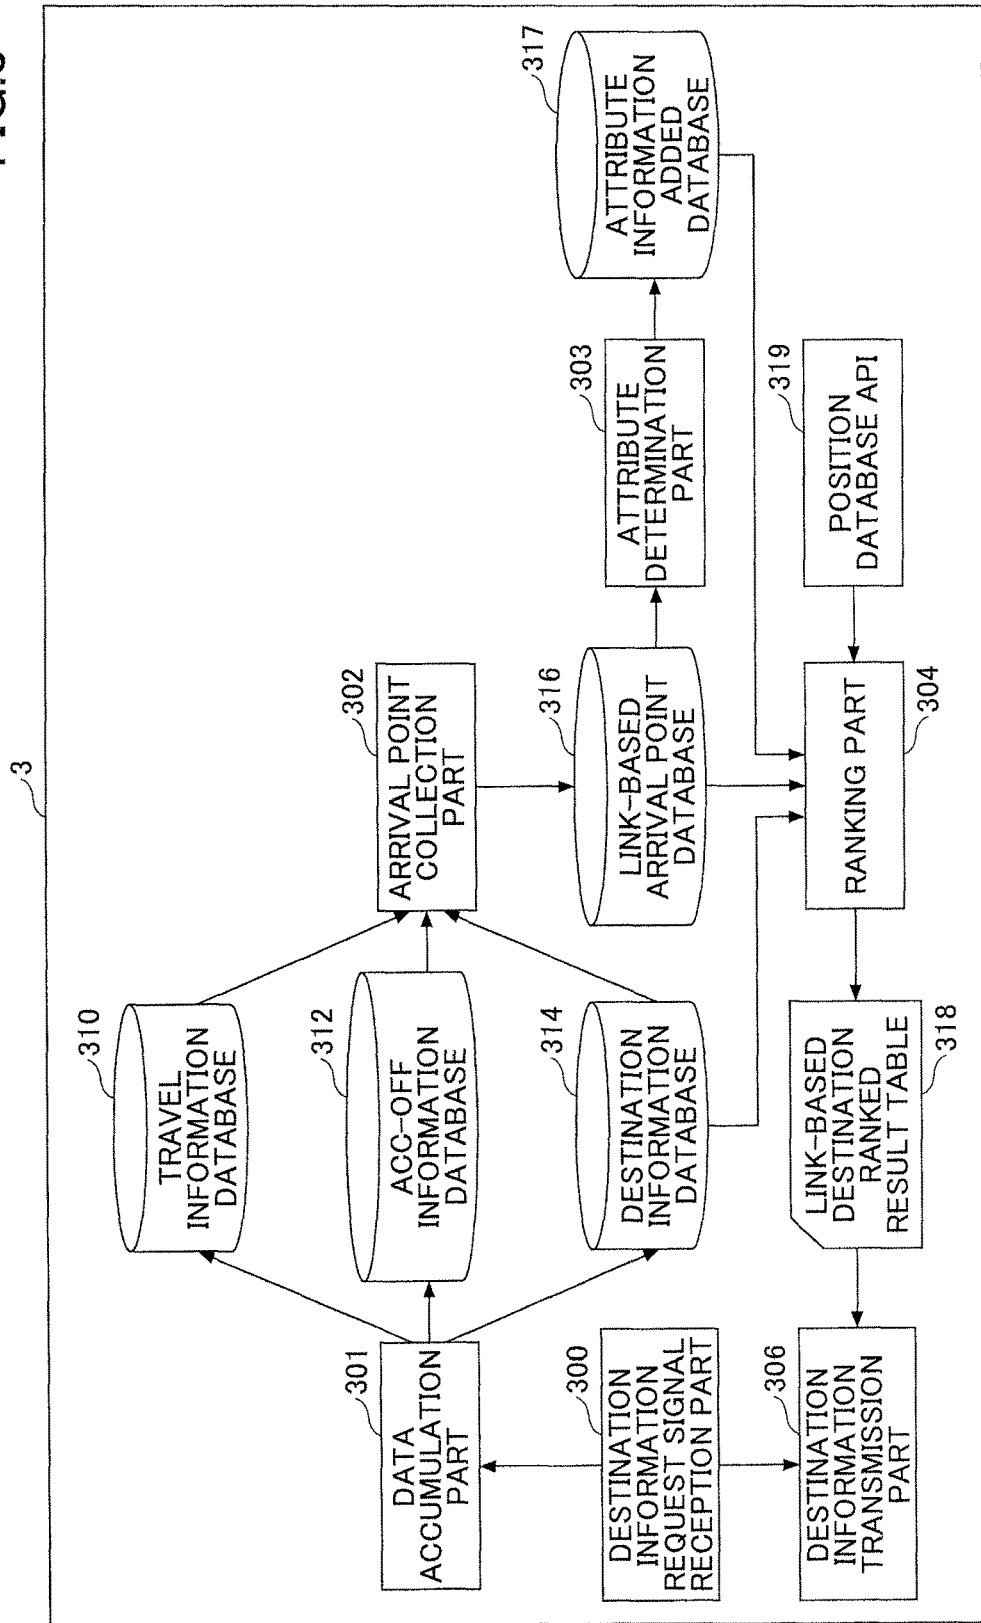 3
310
TRAVEL
INFORMATION
DATABASE
301
DATA
ACCUMULATION
PART
312
ACC-OFF
INFORMATION
DATABASE
302
ARRIVAL POINT
COLLECTION
PART
300
DESTINATION
INFORMATION
REQUEST SIGNAL
RECEPTION PART
314
DESTINATION
INFORMATION
DATABASE
316
LINK-BASED
ARRIVAL POINT
DATABASE
303
ATTRIBUTE
DETERMINATION
PART
317
ATTRIBUTE
INFORMATION
ADDED
DATABASE
306
DESTINATION
INFORMATION
TRANSMISSION
PART
LINK-BASED
DESTINATION
RANKED
RESULT TABLE
318
RANKING PART
304
319
POSITION
DATABASE API